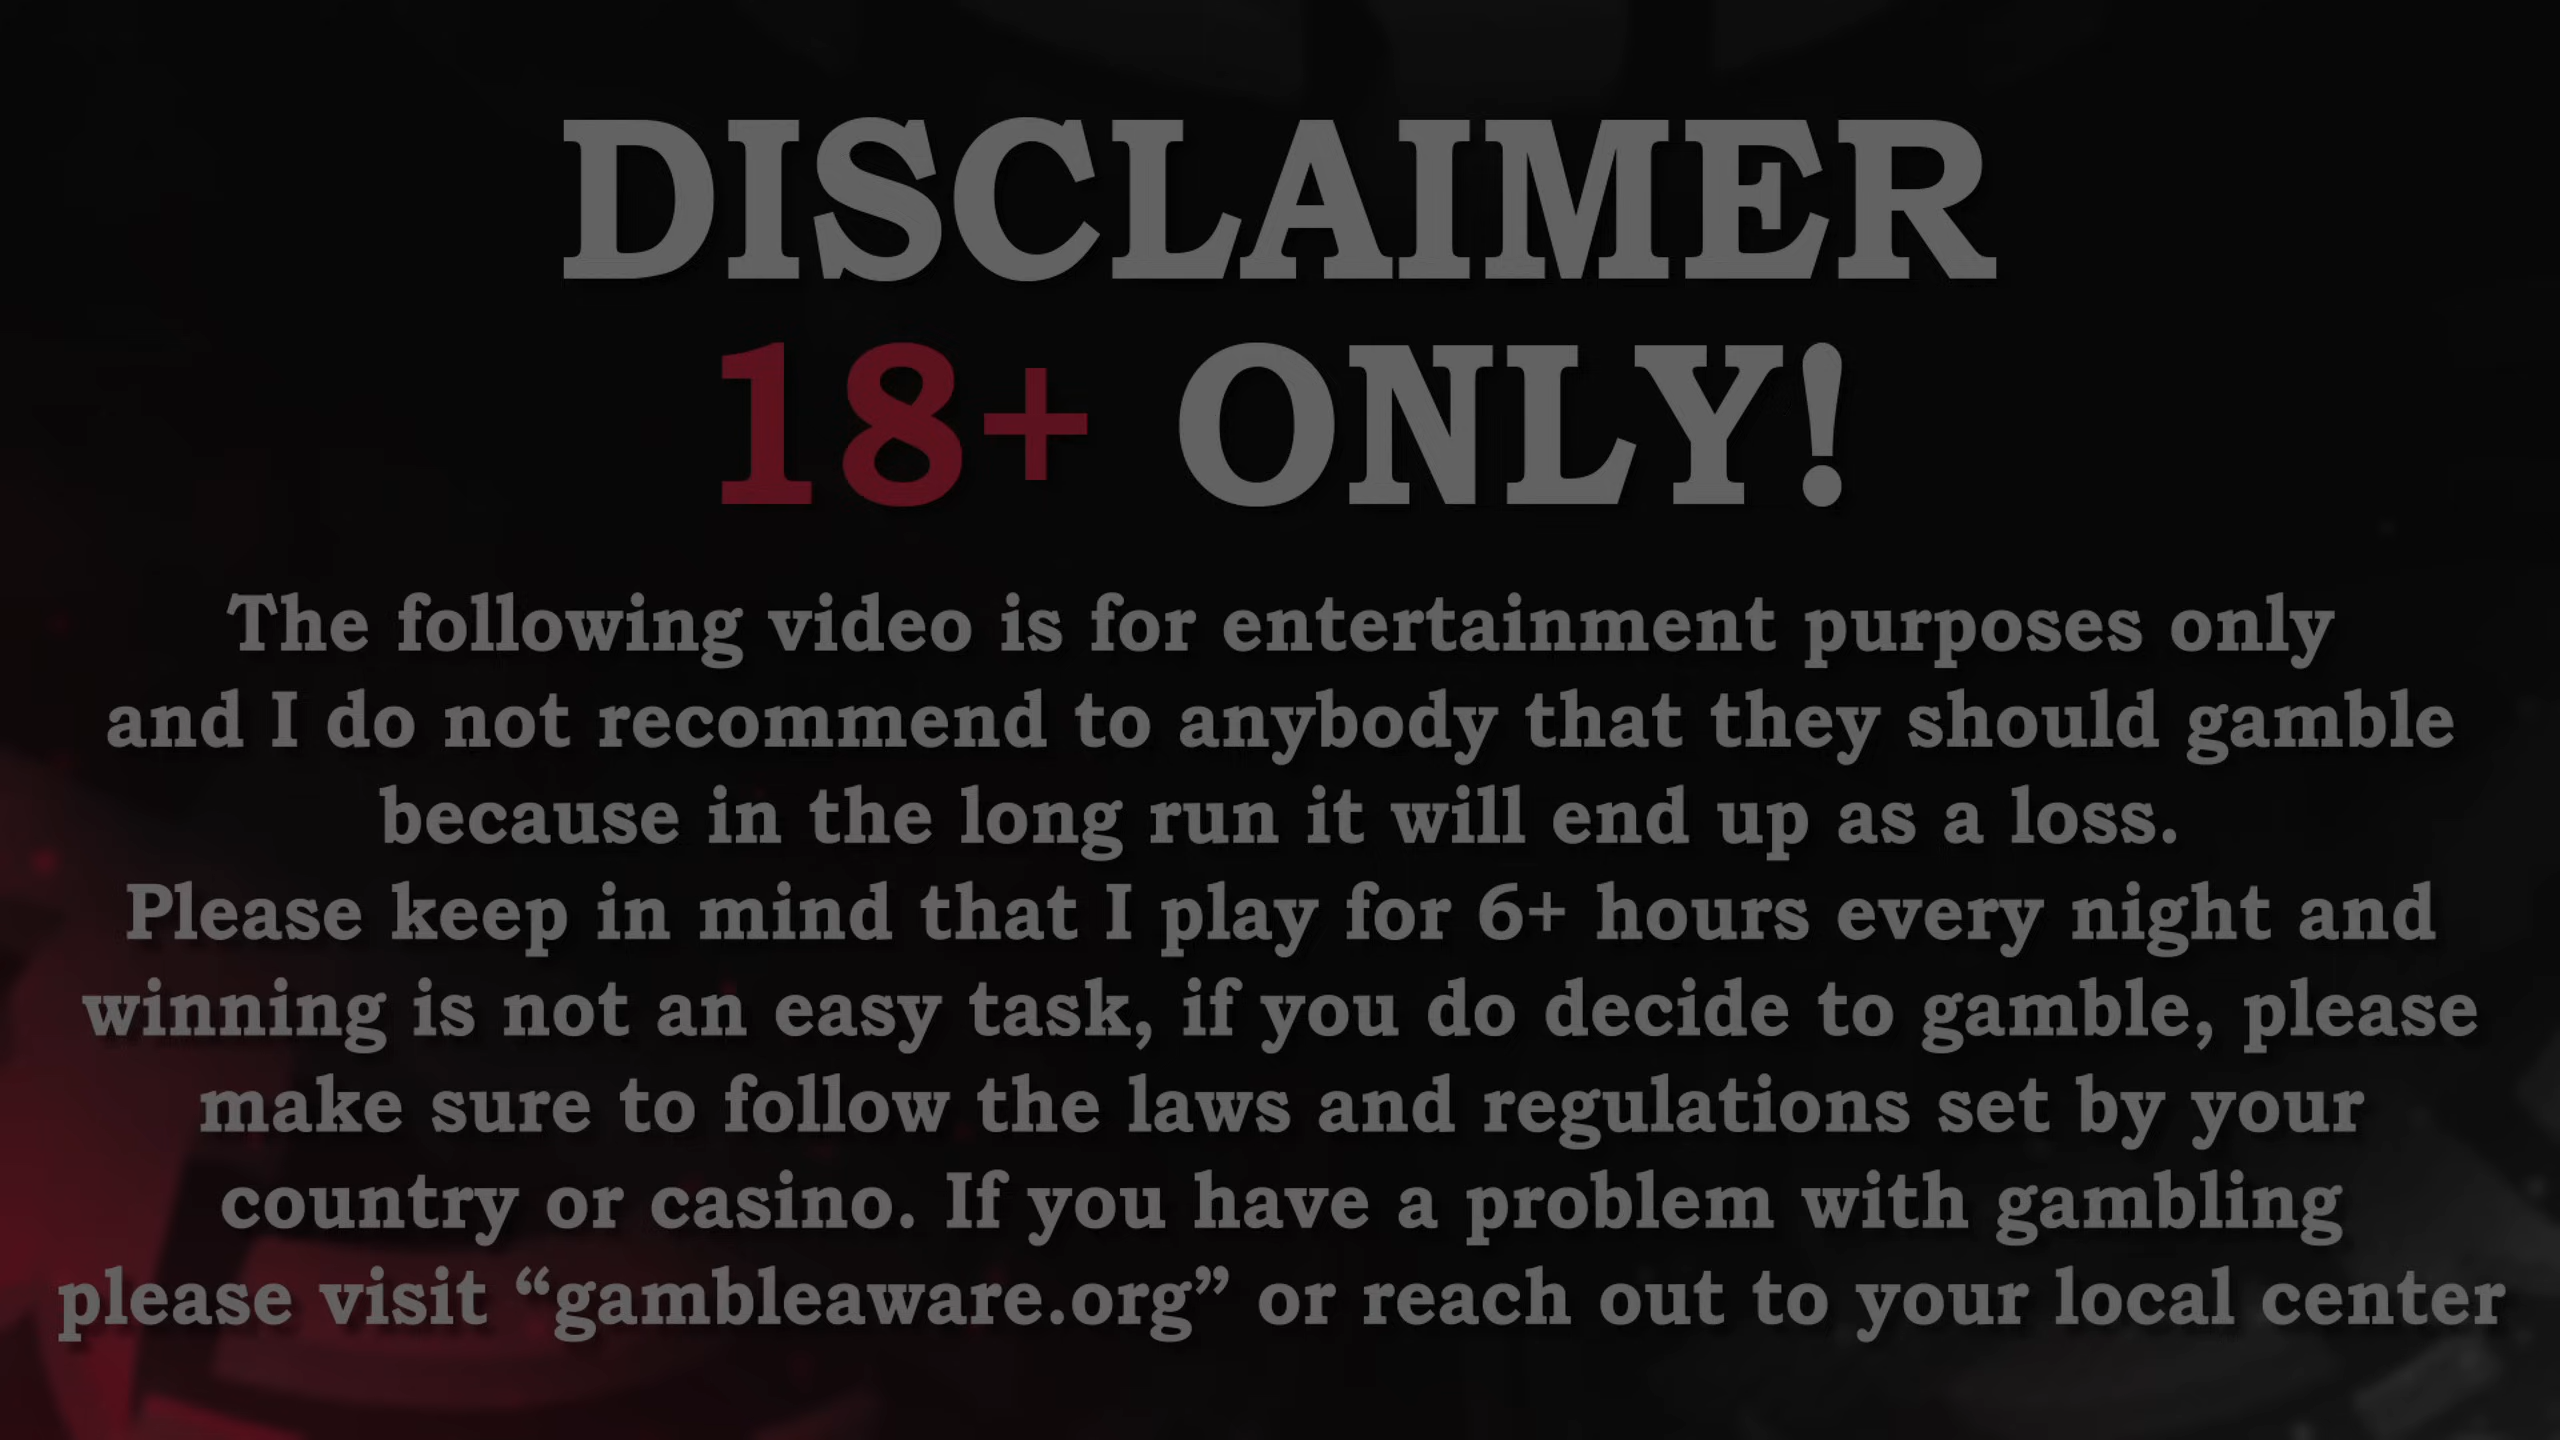 DISCLAIMER
18+ ONLY!
The following video is for entertainment purposes only
and I do not recommend to anybody that they should gamble
because in the long run it will end up as a loss.
Please keep in mind that I play for 6+ hours every night and
winning is not an easy task, if you do decide to gamble, please
make sure to follow the laws and regulations set by your
country or casino. If you have a problem with gambling
please visit “gambleaware.org” or reach out to your local center